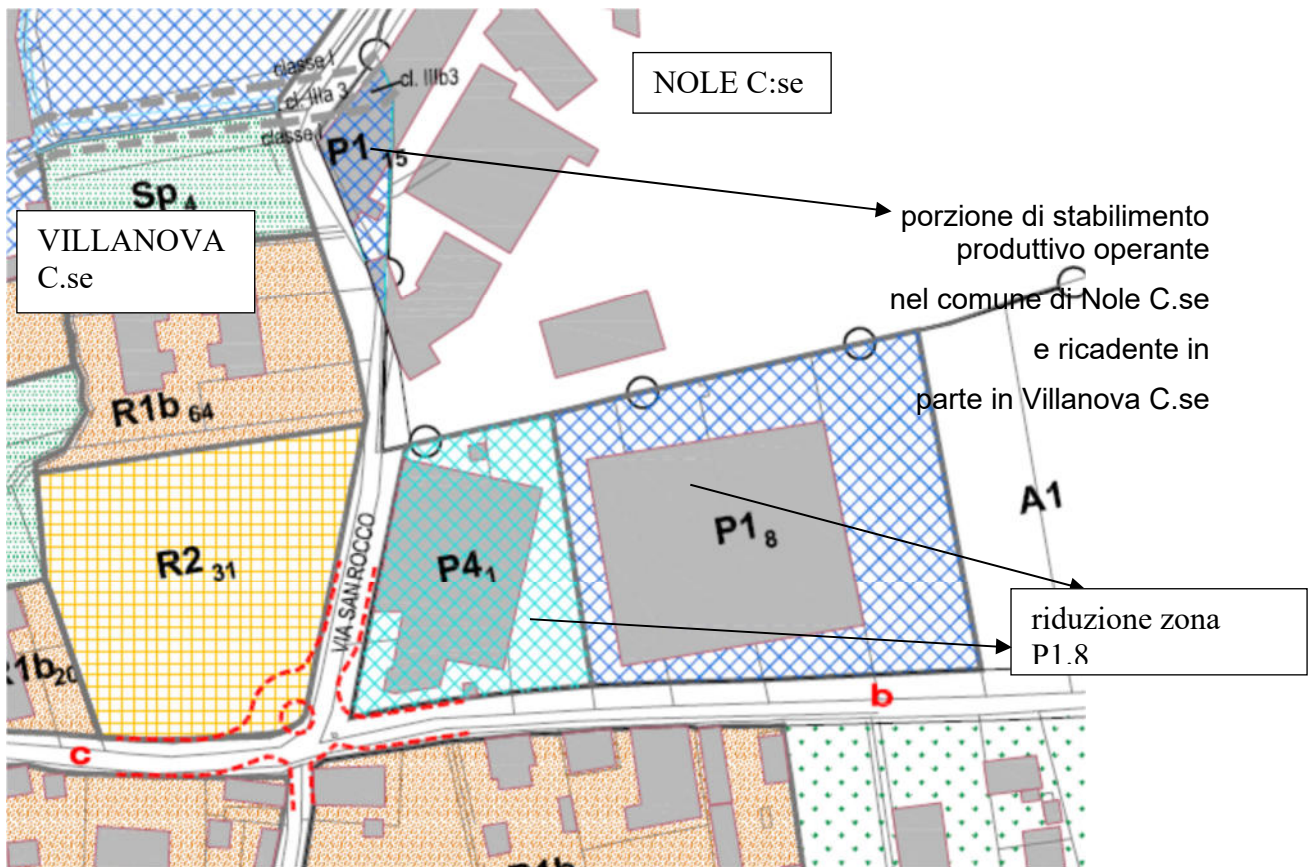 NOLE C:se
classe I
cl. IIIb3
cl. IIIa 3
classe I
P1 15
Sp 4
VILLANOVA
C.se
porzione di stabilimento
produttivo operante
nel comune di Nole C.se
e ricadente in
parte in Villanova C.se
R1b 64
R2 31
VIA SAN ROCCO
P4 1
P1 8
A1
riduzione zona
P1.8
R1b 20
b
c
R1b